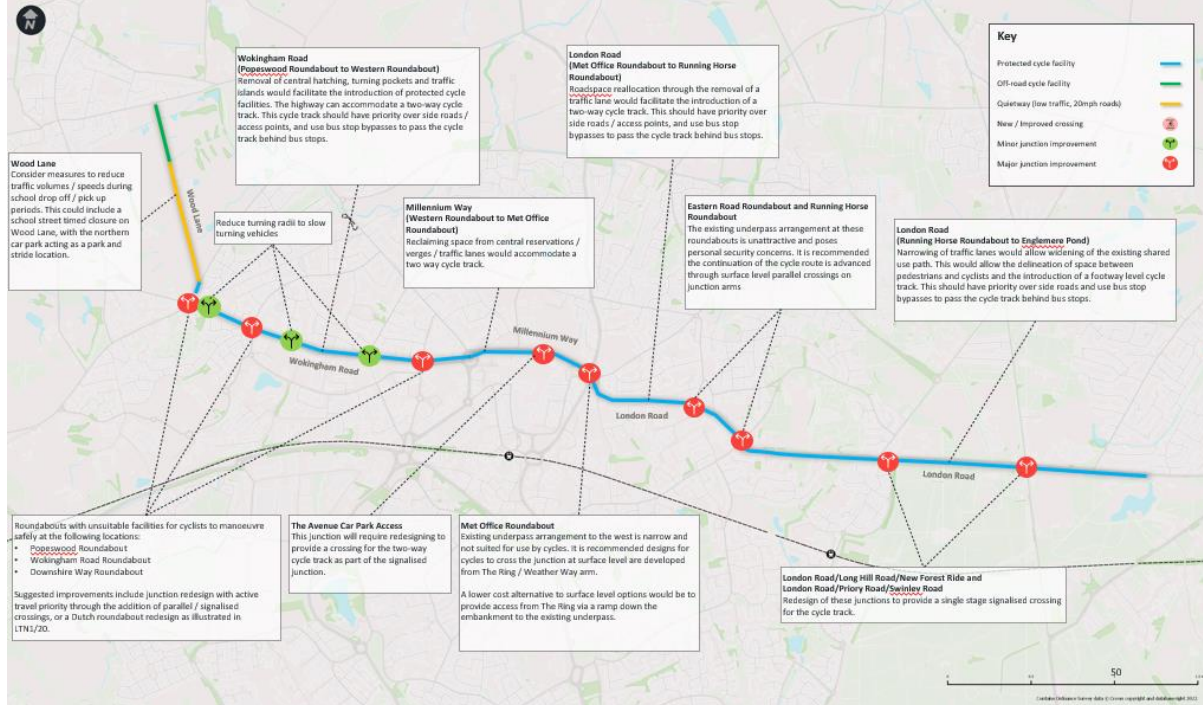 N
Key
Protected cycle facility
Off-road cycle facility
Quietway (low traffic, 20mph roads)
New / Improved crossing
Minor junction improvement
Major junction improvement
Wokingham Road
(Popeswood Roundabout to Western Roundabout)
Removal of central hatching, turning pockets and traffic
islands would facilitate the introduction of protected cycle
facilities. The highway can accommodate a two-way cycle
track. This cycle track should have priority over side roads /
access points, and use bus stop bypasses to pass the cycle
track behind bus stops.
London Road
(Met Office Roundabout to Running Horse
Roundabout)
Roadspace reallocation through the removal of a
traffic lane would facilitate the introduction of a
two-way cycle track. This should have priority over
side roads / access points, and use bus stop
bypasses to pass the cycle track behind bus stops.
Wood Lane
Consider measures to reduce
traffic volumes / speeds during
school drop off / pick up
periods. This could include a
school street timed closure on
Wood Lane, with the northern
car park acting as a park and
stride location.
Wood Lane
Reduce turning radii to slow
turning vehicles
Millennium Way
(Western Roundabout to Met Office
Roundabout)
Reclaiming space from central reservations /
verges / traffic lanes would accommodate a
two way cycle track.
Eastern Road Roundabout and Running Horse
Roundabout
The existing underpass arrangement at these
roundabouts is unattractive and poses
personal security concerns. It is recommended
the continuation of the cycle route is advanced
through surface level parallel crossings on
junction arms
London Road
(Running Horse Roundabout to Englemere Pond)
Narrowing of traffic lanes would allow widening of the existing shared
use path. This would allow the delineation of space between
pedestrians and cyclists and the introduction of a footway level cycle
track. This should have priority over side roads and use bus stop
bypasses to pass the cycle track behind bus stops.
Millennium Way
Wokingham Road
London Road
London Road
Roundabouts with unsuitable facilities for cyclists to manoeuvre
safely at the following locations:
• Popeswood Roundabout
• Wokingham Road Roundabout
• Downshire Way Roundabout
Suggested improvements include junction redesign with active
travel priority through the addition of parallel / signalised
crossings, or a Dutch roundabout redesign as illustrated in
LTN1/20.
The Avenue Car Park Access
This junction will require redesigning to
provide a crossing for the two-way
cycle track as part of the signalised
junction.
Met Office Roundabout
Existing underpass arrangement to the west is narrow and
not suited for use by cycles. It is recommended designs for
cycles to cross the junction at surface level are developed
from The Ring / Weather Way arm.
A lower cost alternative to surface level options would be to
provide access from The Ring via a ramp down the
embankment to the existing underpass.
London Road/Long Hill Road/New Forest Ride and
London Road/Priory Road/Swinley Road
Redesign of these junctions to provide a single stage signalised crossing
for the cycle track.
50
Contains Ordnance Survey data © Crown copyright and database right 2022